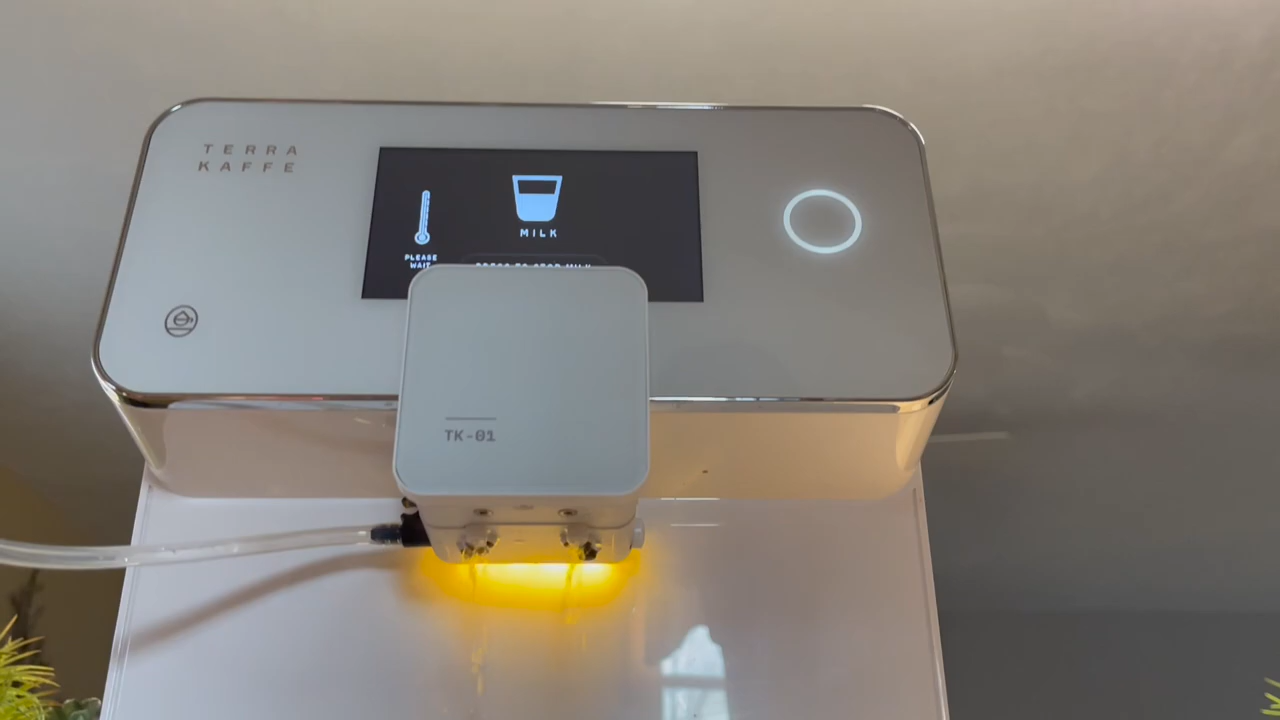 TERRA
KAFFE
MILK
PLEASE
WAIT
TK-01